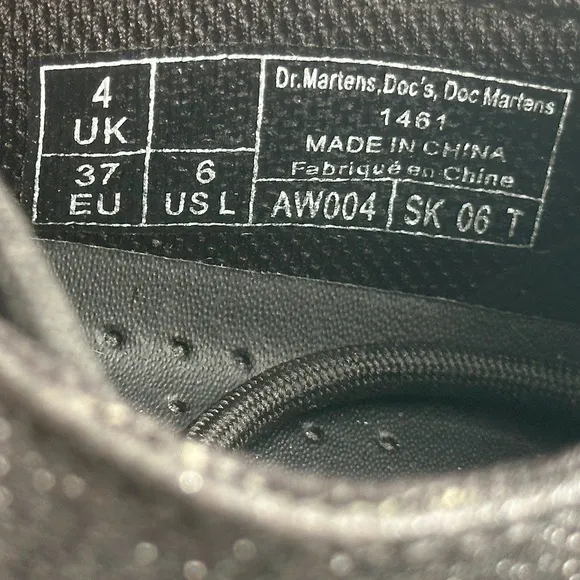 4
UK
37
EU
6
US L
Dr.Martens,Doc's, Doc Martens
1461
MADE IN CHINA
Fabriqué en Chine
AW004
SK 06 T